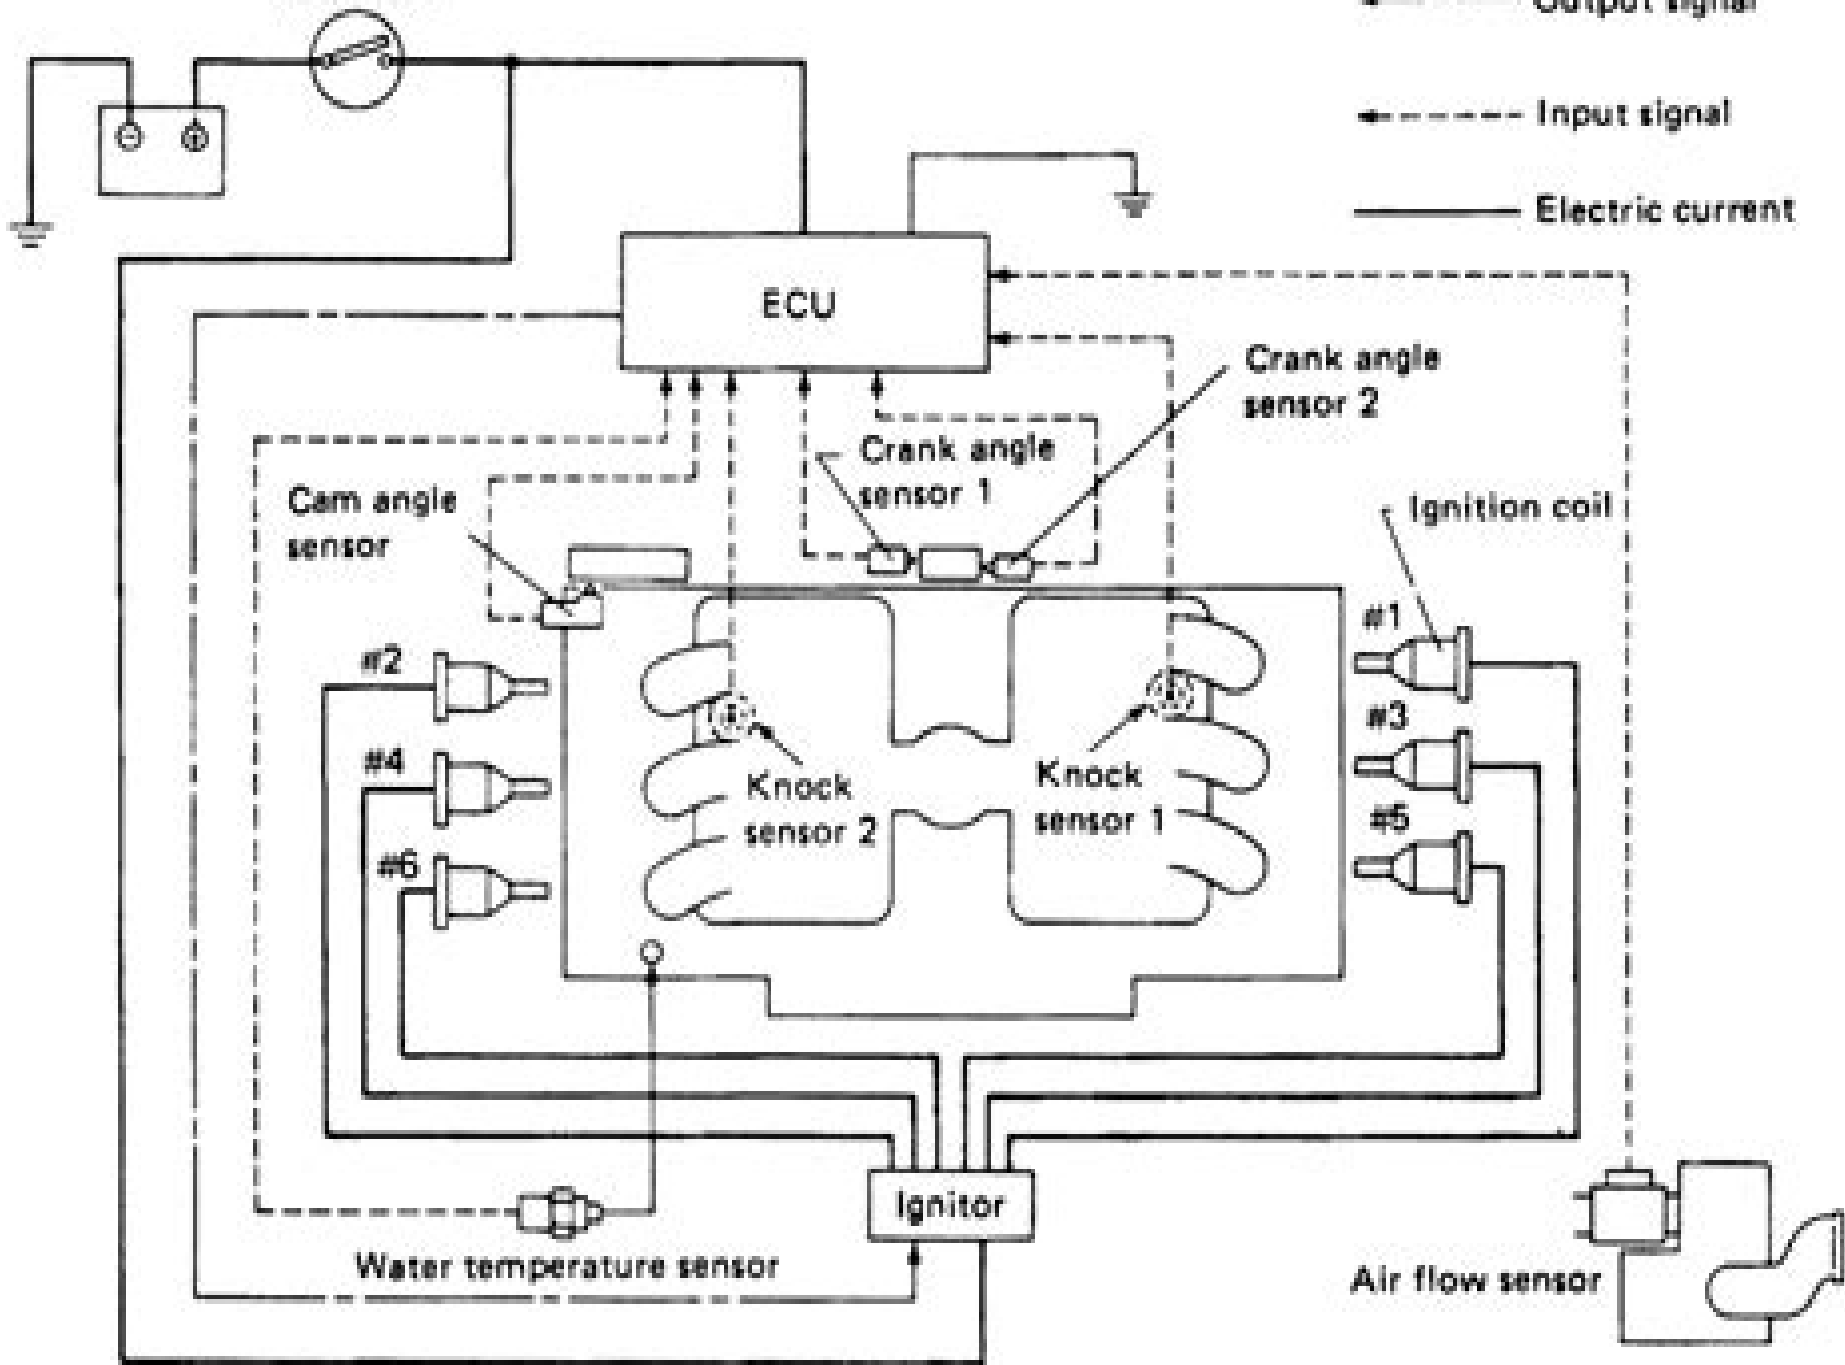 Output signal
Input signal
Electric current
ECU
Crank angle
sensor 2
Crank angle
sensor 1
Cam angle
sensor
Ignition coil
#1
#2
#3
#4
#5
#6
Knock
sensor 2
Knock
sensor 1
Ignitor
Water temperature sensor
Air flow sensor